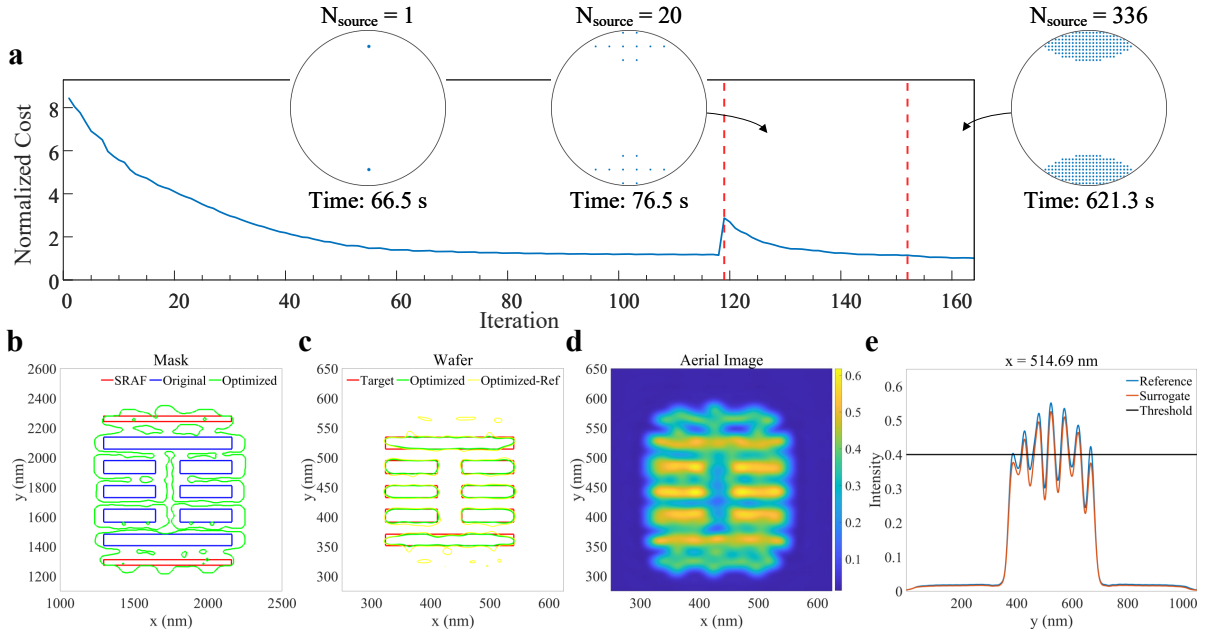 N_source = 1
N_source = 20
N_source = 336
a
8
6
4
2
0
Normalized Cost
Time: 66.5 s
Time: 76.5 s
Time: 621.3 s
0 20 40 60 80 100 120 140 160
Iteration
b
Mask
SRAF Original Optimized
2600
2400
2200
2000
1800
1600
1400
1200
y (nm)
1000 1500 2000 2500
x (nm)
c
Wafer
Target Optimized Optimized-Ref
650
600
550
500
450
400
350
300
y (nm)
300 400 500 600
x (nm)
d
Aerial Image
650
600
550
500
450
400
350
300
y (nm)
300 400 500 600
x (nm)
0.6
0.5
0.4
0.3
0.2
0.1
e
x = 514.69 nm
Reference
Surrogate
Threshold
0.6
0.5
0.4
0.3
0.2
0.1
0
Intensity
200 400 600 800 1000
y (nm)